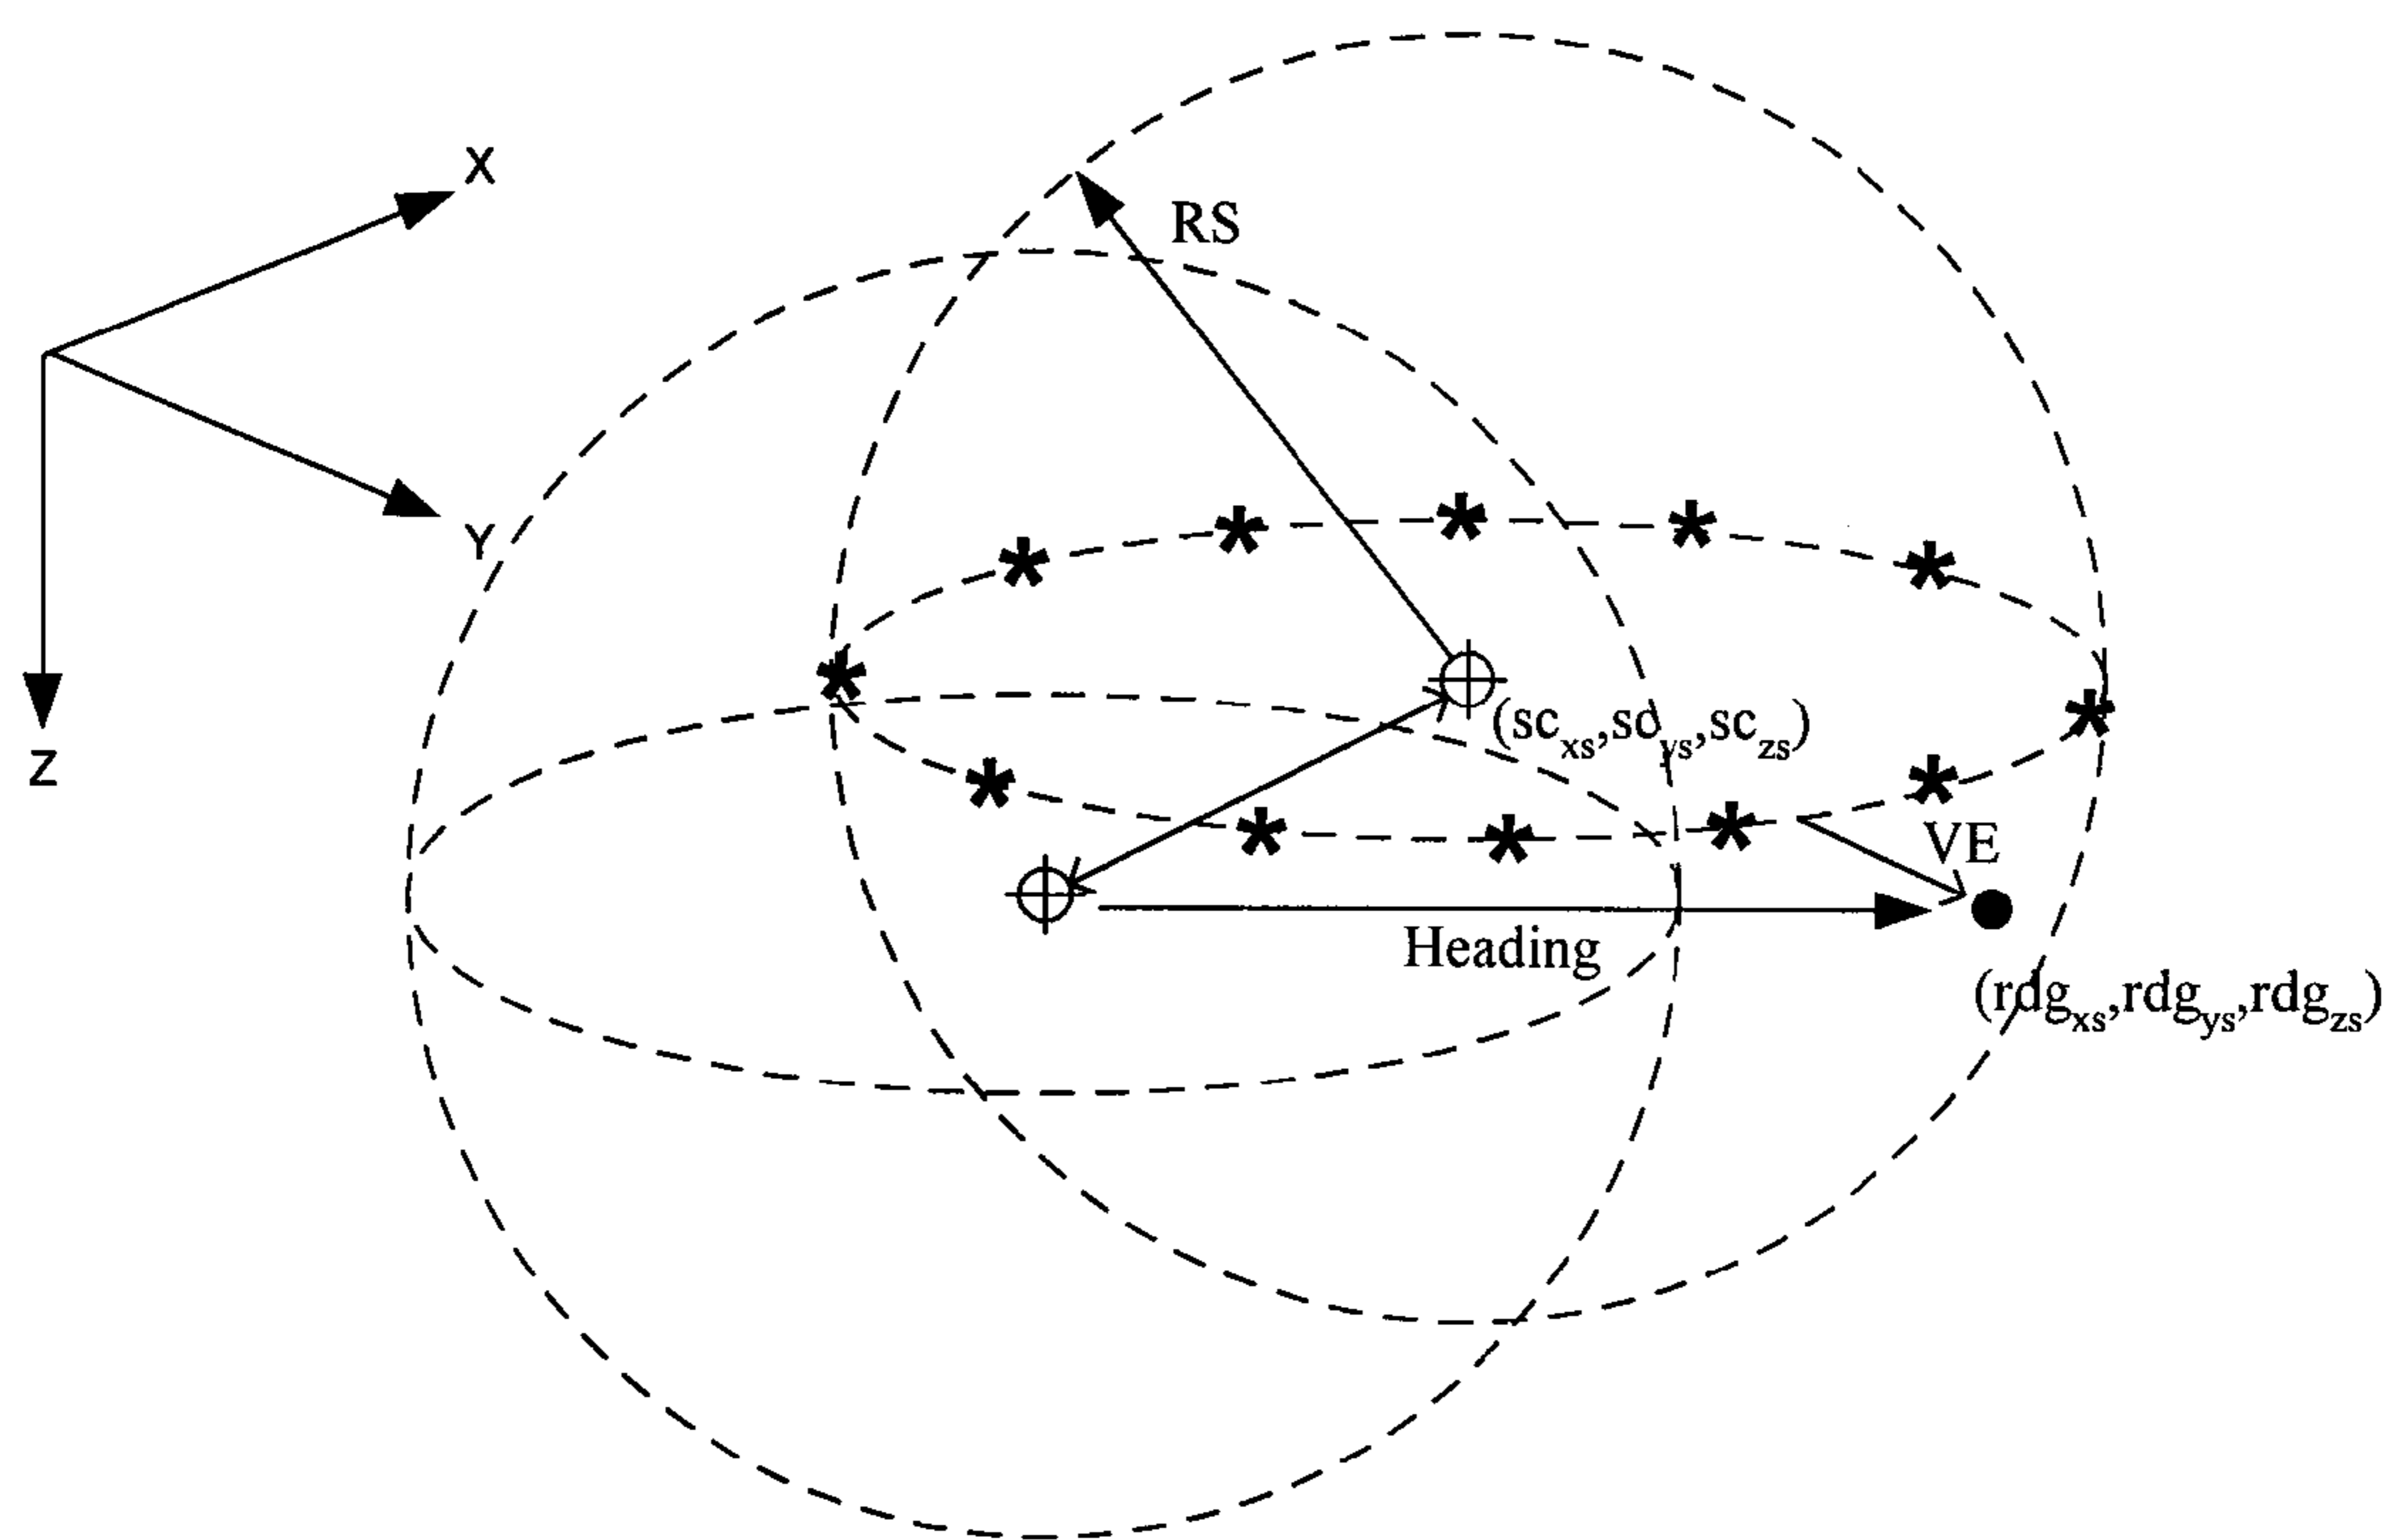 X
RS
Y
(sc_xs,sc_ys,sc_zs)
Z
VE
Heading
(rdg_xs,rdg_ys,rdg_zs)